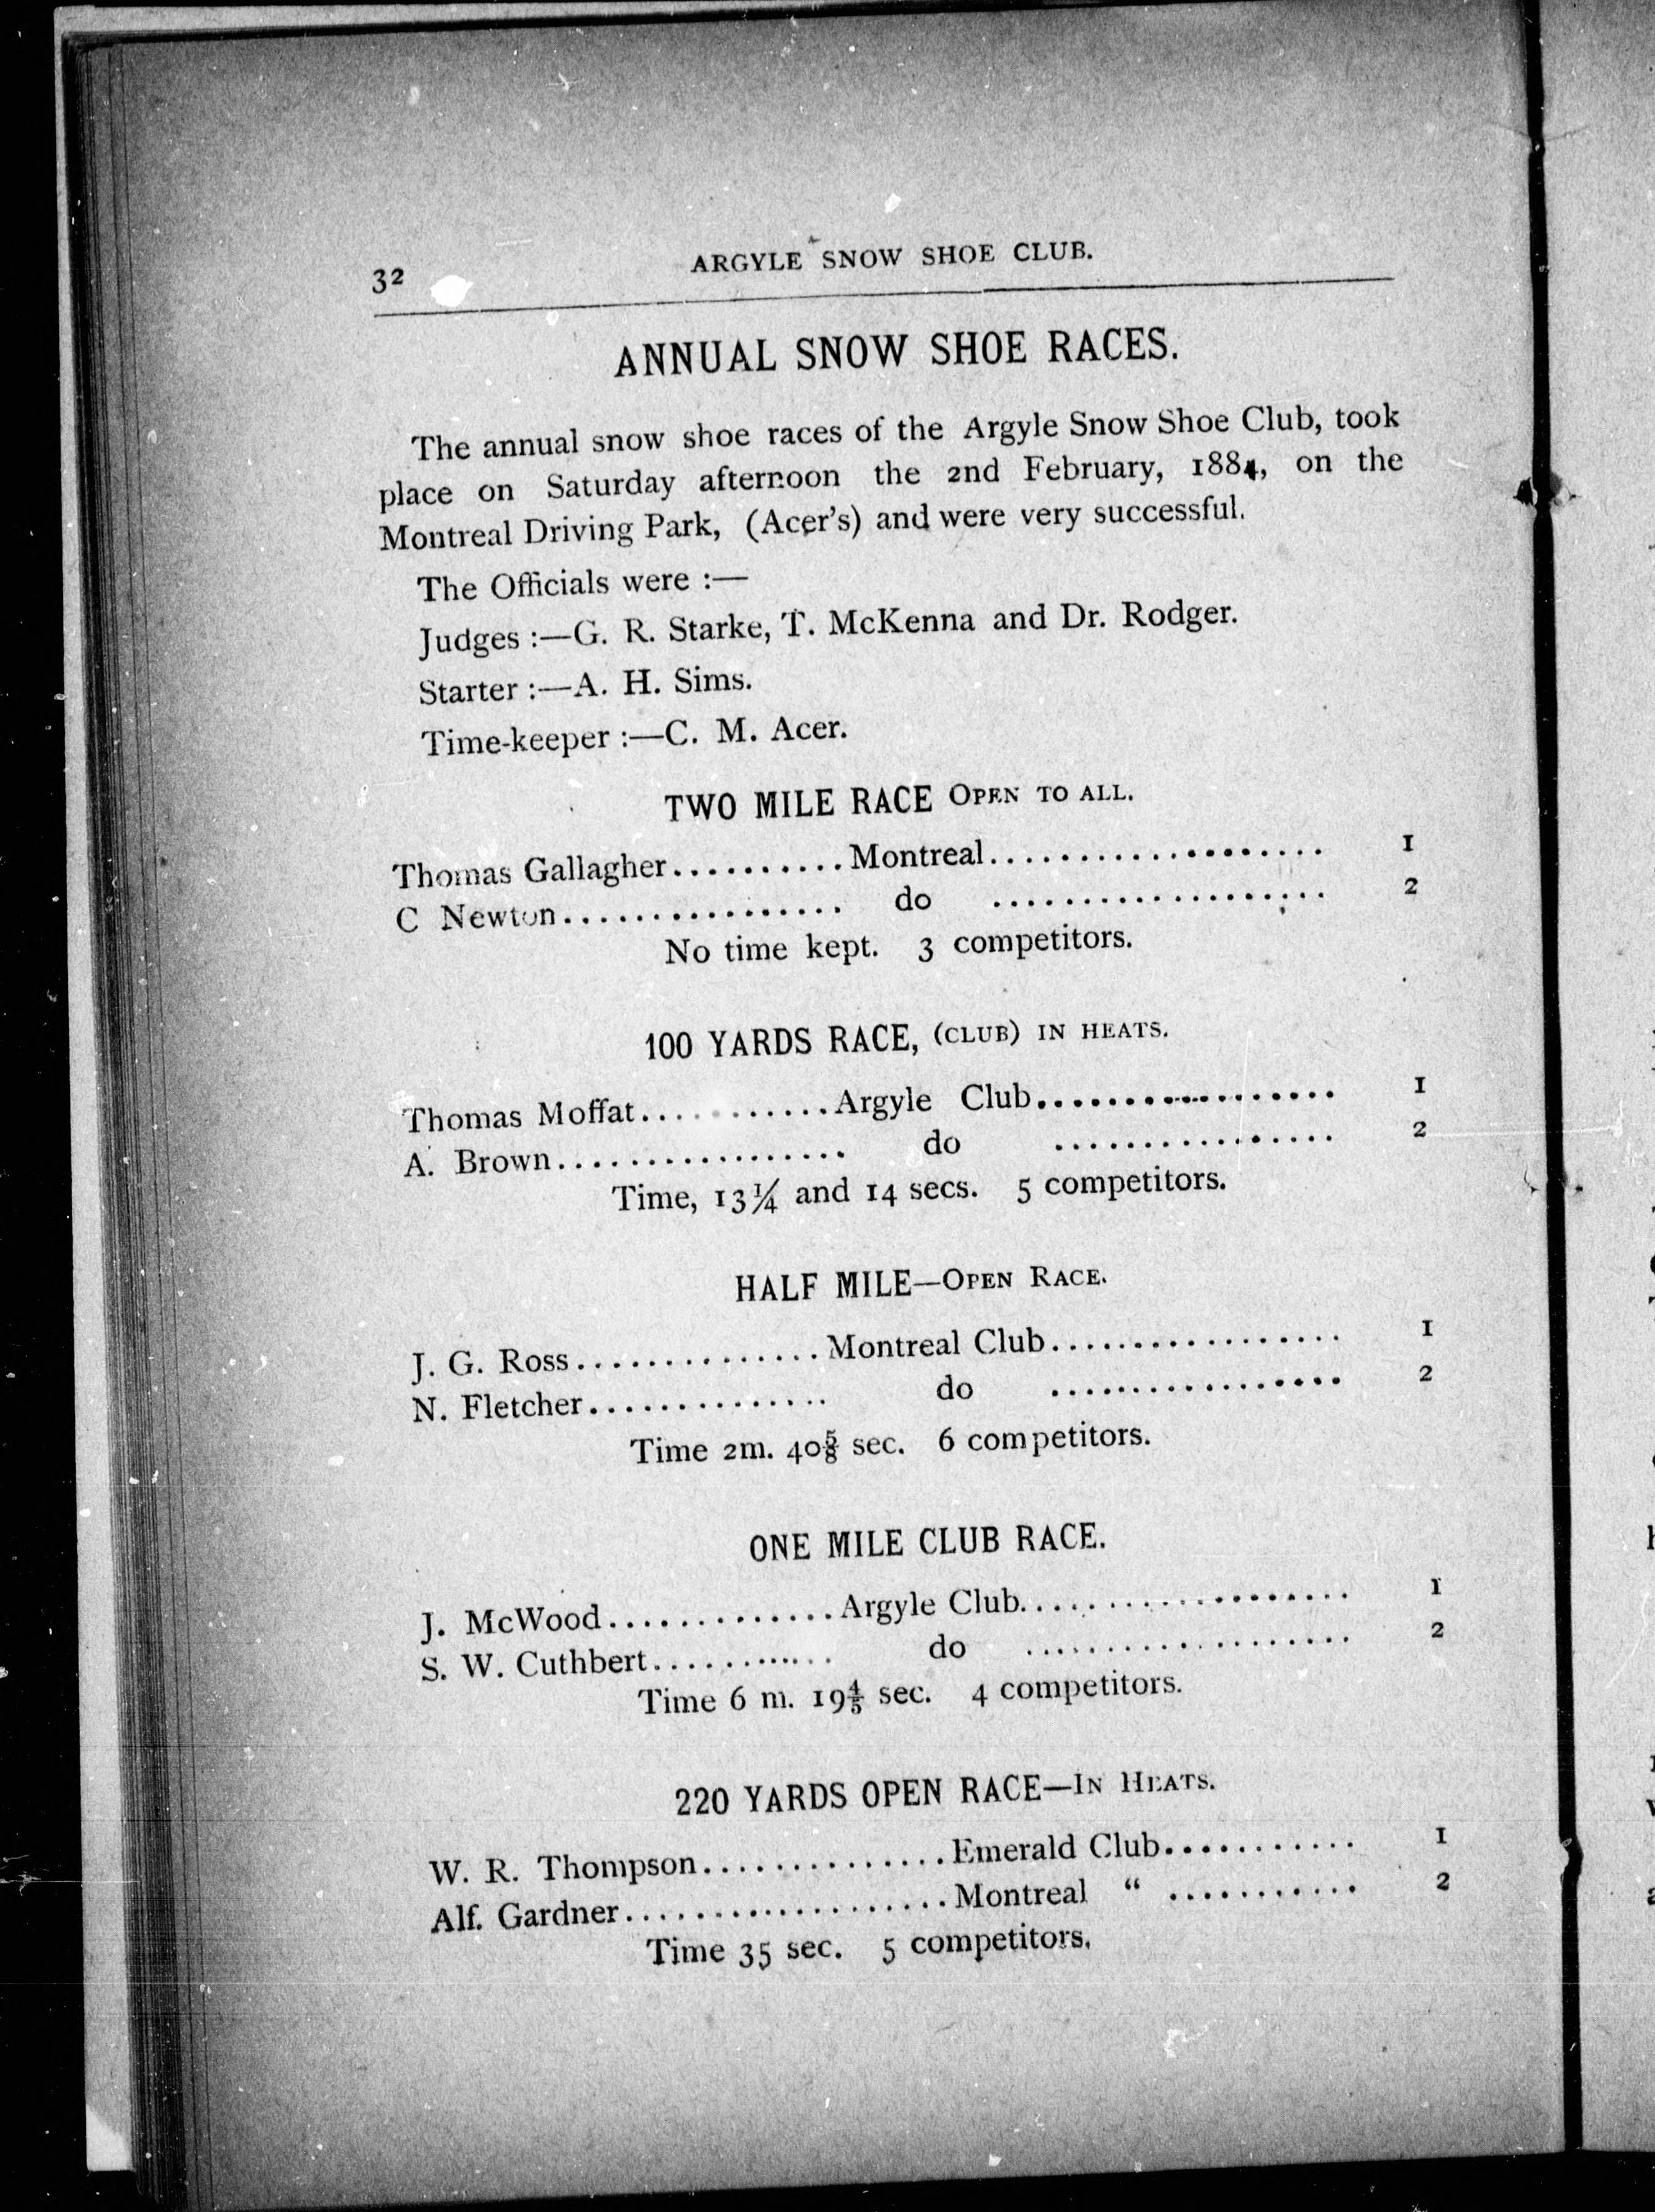 32
ARGYLE SNOW SHOE CLUB.
ANNUAL SNOW SHOE RACES.
The annual snow shoe races of the Argyle Snow Shoe Club, took
place on Saturday afternoon the 2nd February, 1884, on the
Montreal Driving Park, (Acer's) and were very successful.
The Officials were :—
Judges :—G. R. Starke, T. McKenna and Dr. Rodger.
Starter :—A. H. Sims.
Time-keeper :—C. M. Acer.
TWO MILE RACE OPEN TO ALL.
Thomas Gallagher..........Montreal................... 1
C Newton................ do ................... 2
No time kept. 3 competitors.
100 YARDS RACE, (CLUB) IN HEATS.
Thomas Moffat...........Argyle Club................. 1
A. Brown................. do ................ 2
Time, 13¼ and 14 secs. 5 competitors.
HALF MILE—OPEN RACE.
J. G. Ross..............Montreal Club................. 1
N. Fletcher.............. do ................. 2
Time 2m. 40⅝ sec. 6 competitors.
ONE MILE CLUB RACE.
J. McWood.............Argyle Club................... 1
S. W. Cuthbert........... do ................... 2
Time 6 m. 19⅘ sec. 4 competitors.
220 YARDS OPEN RACE—IN HEATS.
W. R. Thompson..............Emerald Club........... 1
Alf. Gardner...................Montreal “ ........... 2
Time 35 sec. 5 competitors.